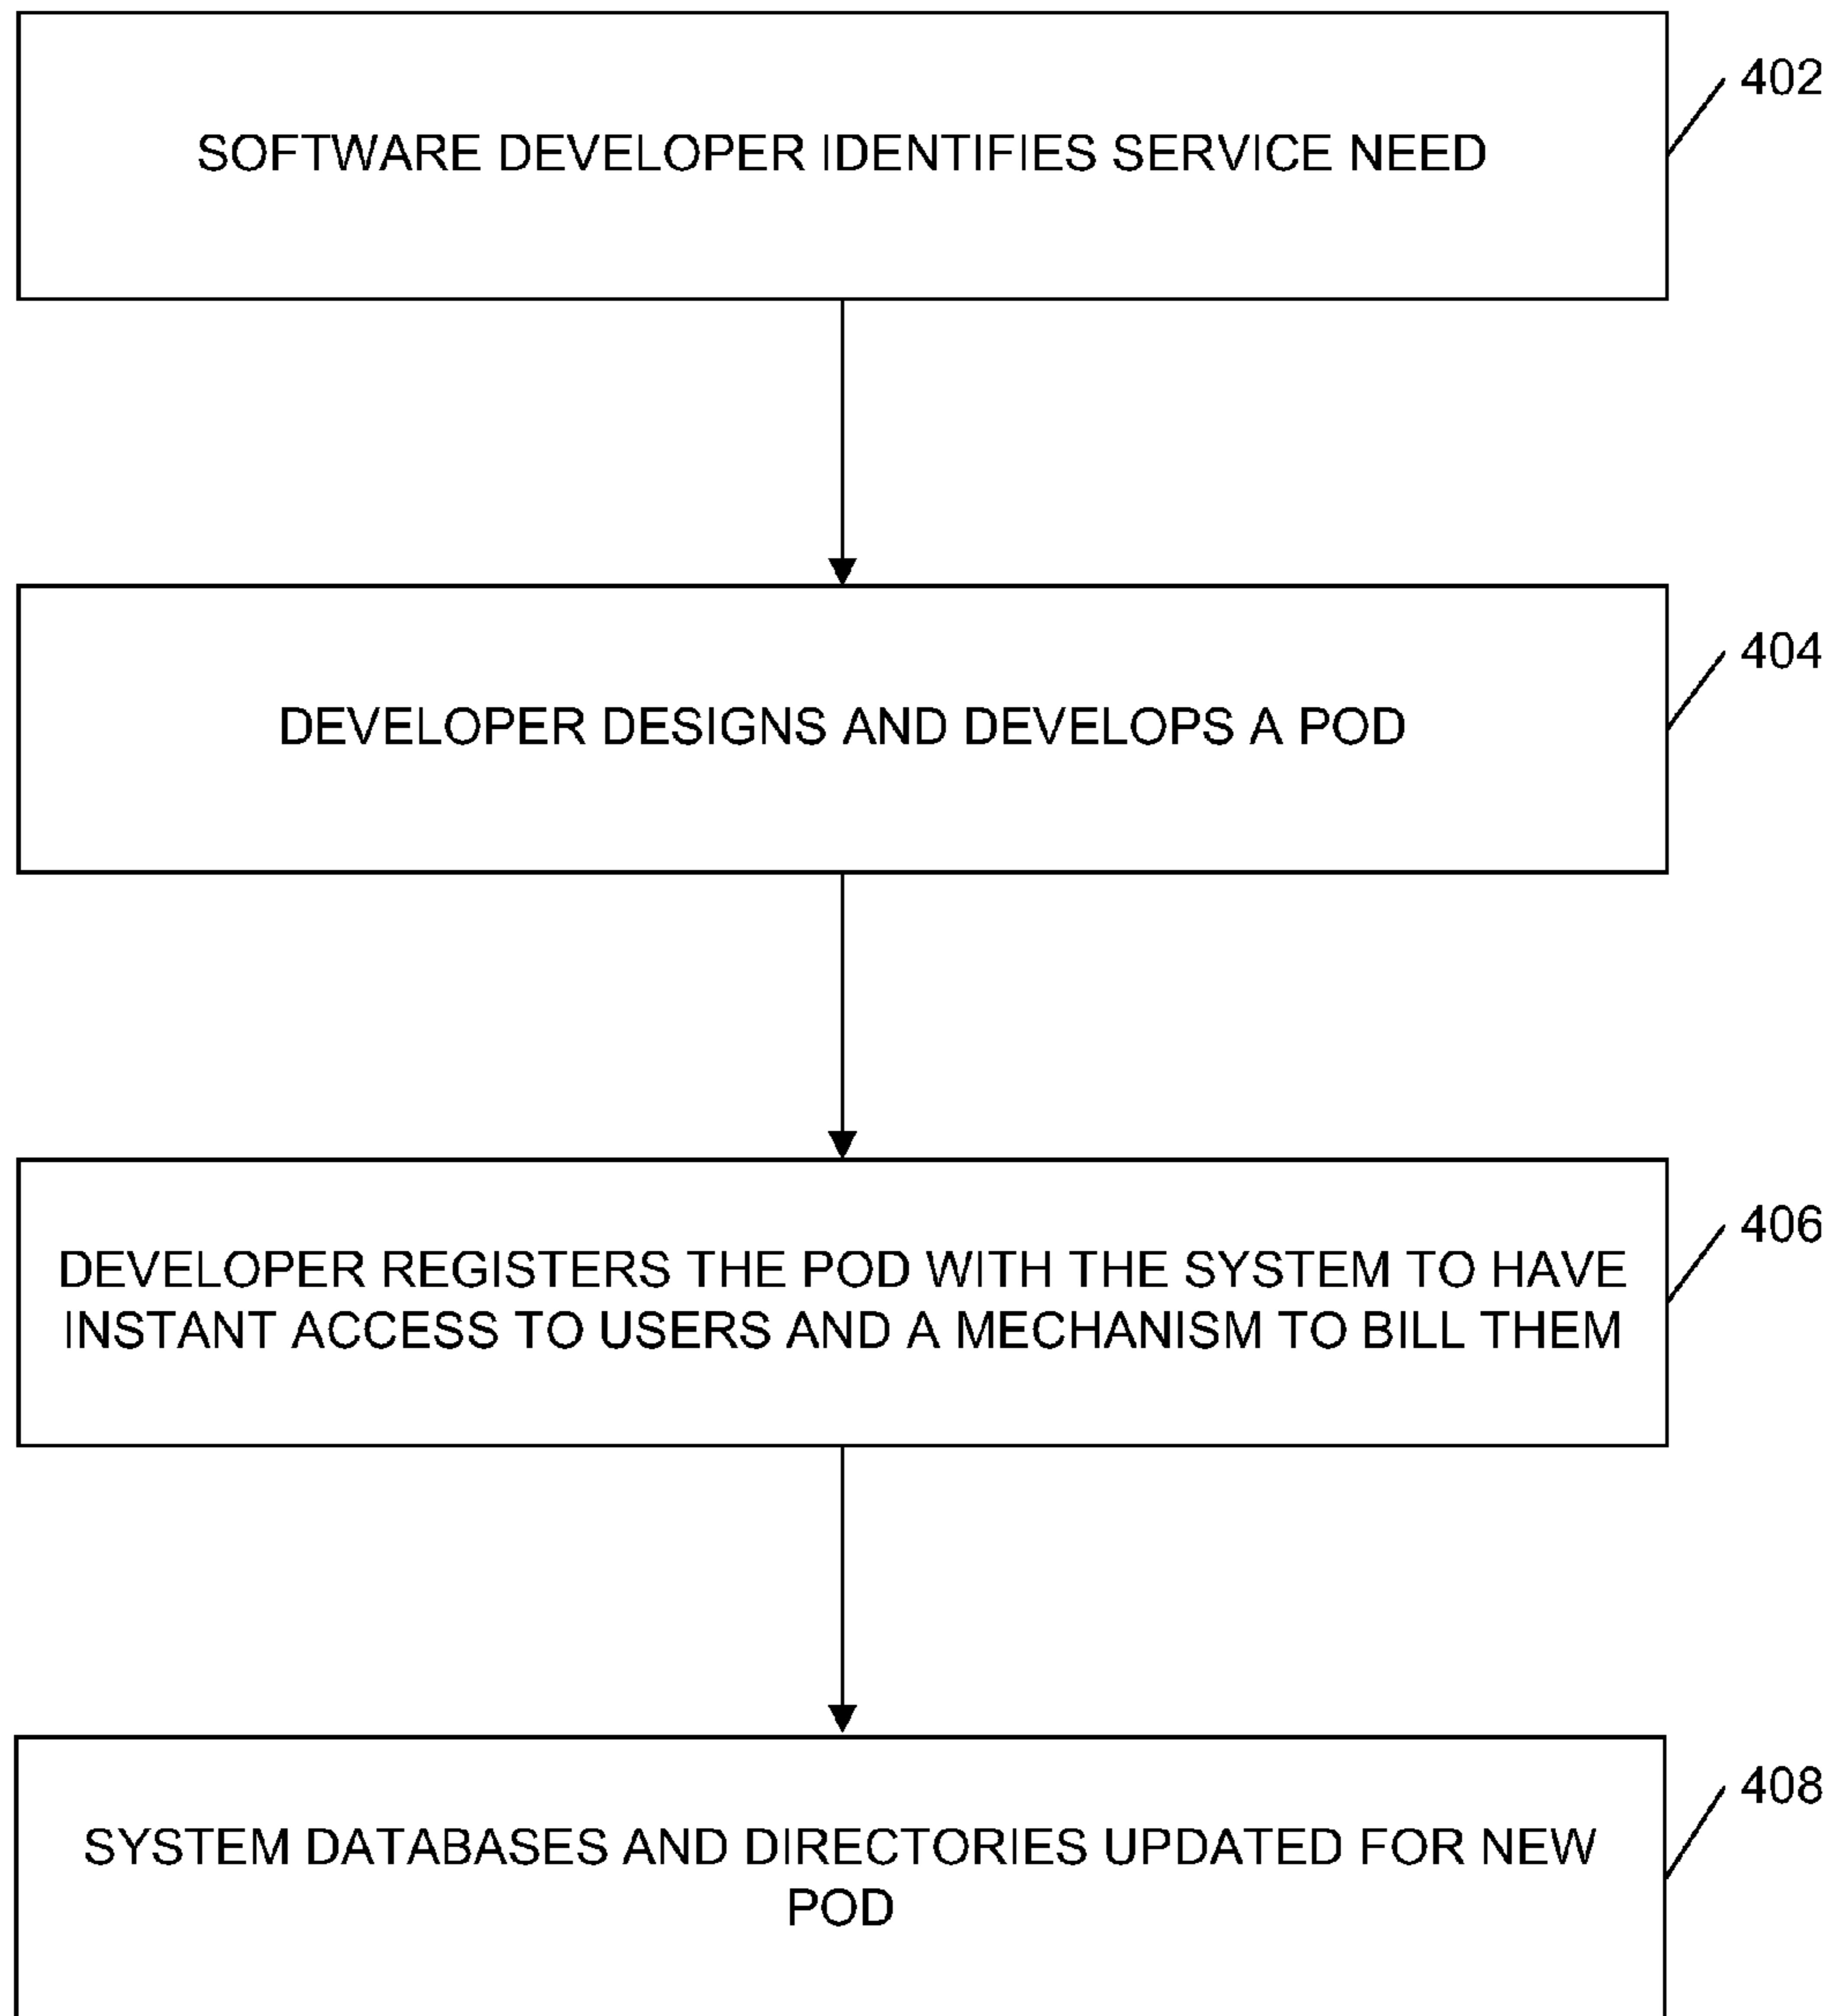 402
SOFTWARE DEVELOPER IDENTIFIES SERVICE NEED
404
DEVELOPER DESIGNS AND DEVELOPS A POD
406
DEVELOPER REGISTERS THE POD WITH THE SYSTEM TO HAVE
INSTANT ACCESS TO USERS AND A MECHANISM TO BILL THEM
408
SYSTEM DATABASES AND DIRECTORIES UPDATED FOR NEW
POD